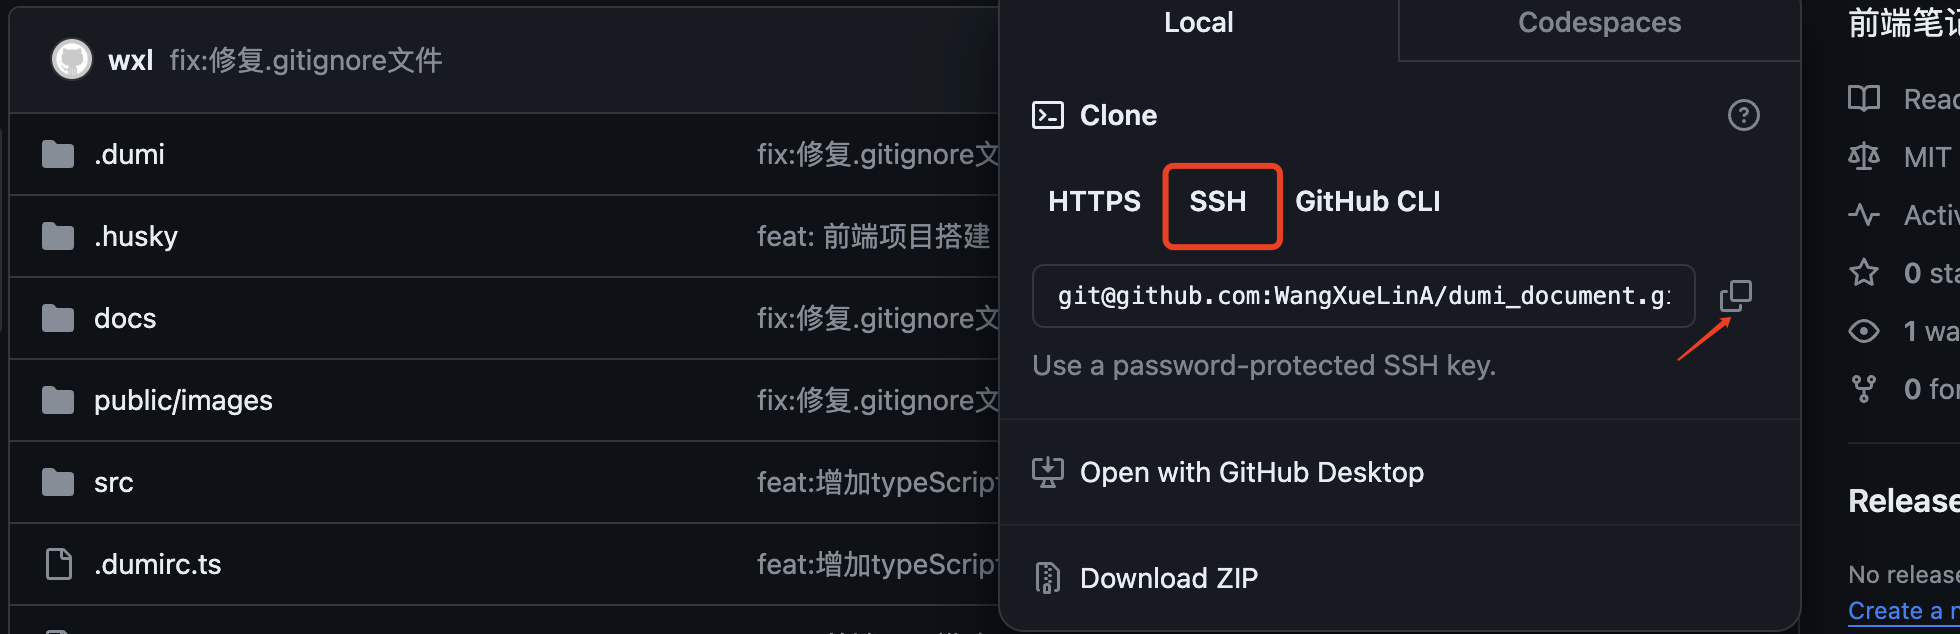 wxl fix:修复.gitignore文件
.dumi fix:修复.gitignore文
.husky feat: 前端项目搭建
docs fix:修复.gitignore文
public/images fix:修复.gitignore文
src feat:增加typeScript
.dumirc.ts feat:增加typeScript
Local Codespaces
Clone
HTTPS SSH GitHub CLI
git@github.com:WangXueLinA/dumi_document.gi
Use a password-protected SSH key.
Open with GitHub Desktop
Download ZIP
前端笔记
Read
MIT
Activ
0 sta
1 wa
0 for
Release
No release
Create a n